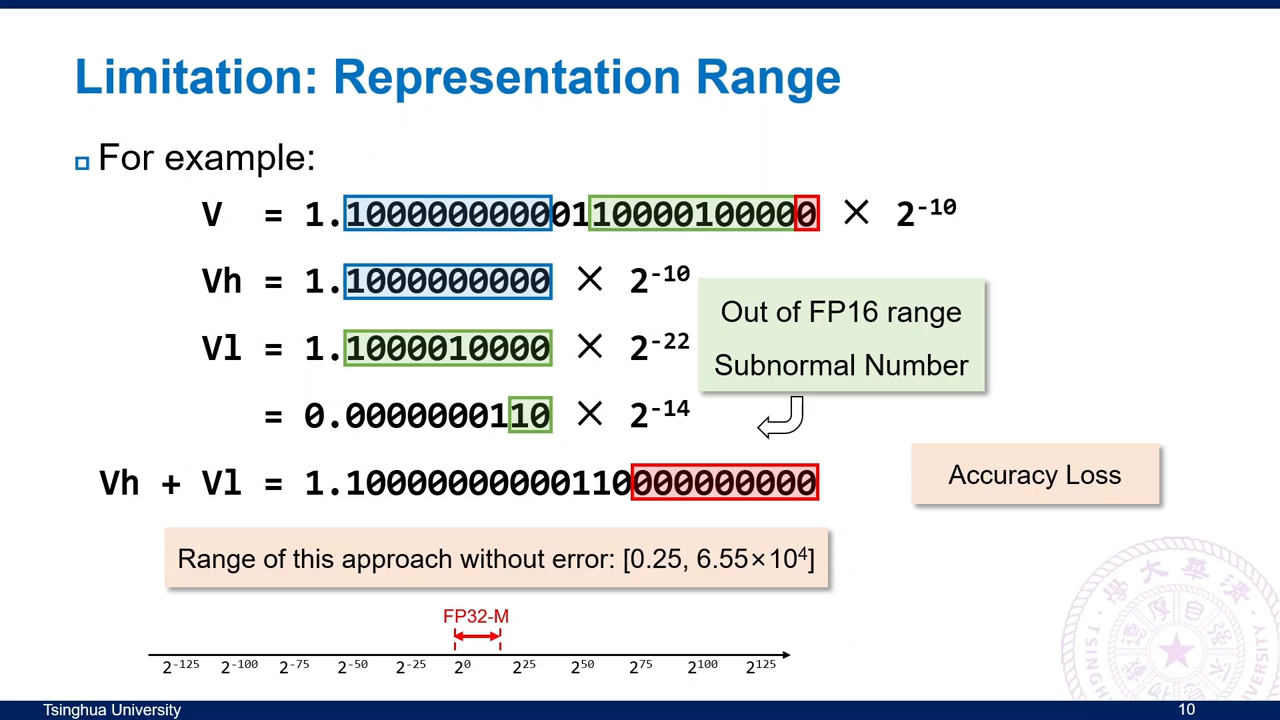 Limitation: Representation Range
For example:
V = 1.10000000000110000100000 × 2⁻¹⁰
Vh = 1.1000000000 × 2⁻¹⁰
Vl = 1.1000010000 × 2⁻²²
= 0.0000000110 × 2⁻¹⁴
Out of FP16 range
Subnormal Number
Vh + Vl = 1.10000000000110000000000 
Accuracy Loss
Range of this approach without error: [0.25, 6.55×10⁴]
FP32-M
2⁻¹²⁵ 2⁻¹⁰⁰ 2⁻⁷⁵ 2⁻⁵⁰ 2⁻²⁵ 2⁰ 2²⁵ 2⁵⁰ 2⁷⁵ 2¹⁰⁰ 2¹²⁵
Tsinghua University
10